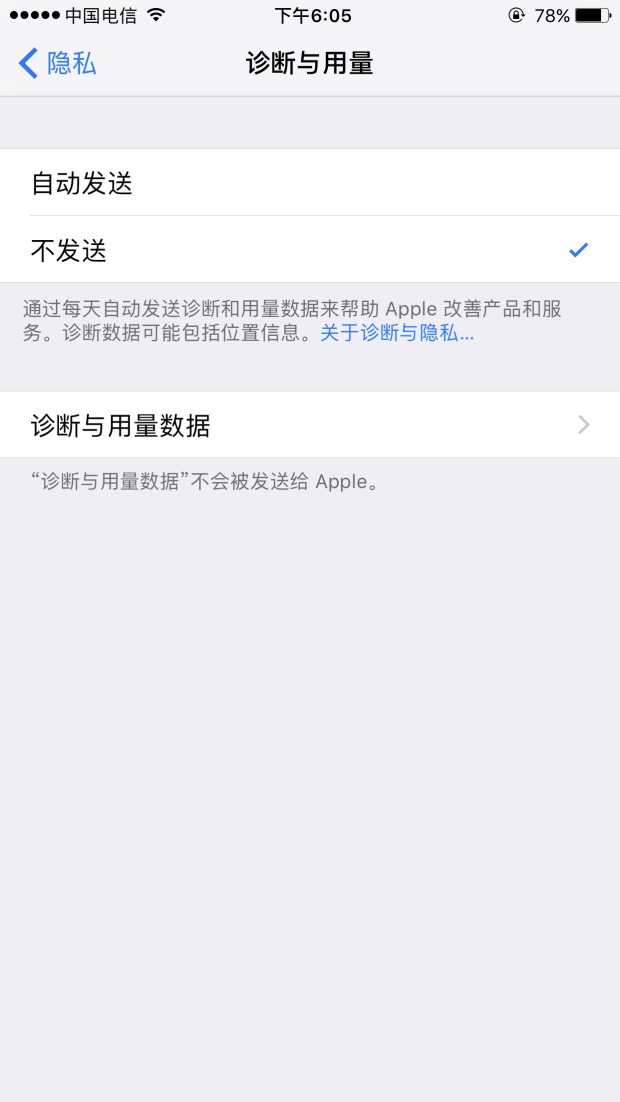 中国电信 下午6:05 78%
隐私 诊断与用量
自动发送
不发送
通过每天自动发送诊断和用量数据来帮助 Apple 改善产品和服
务。诊断数据可能包括位置信息。关于诊断与隐私...
诊断与用量数据
“诊断与用量数据”不会被发送给 Apple。